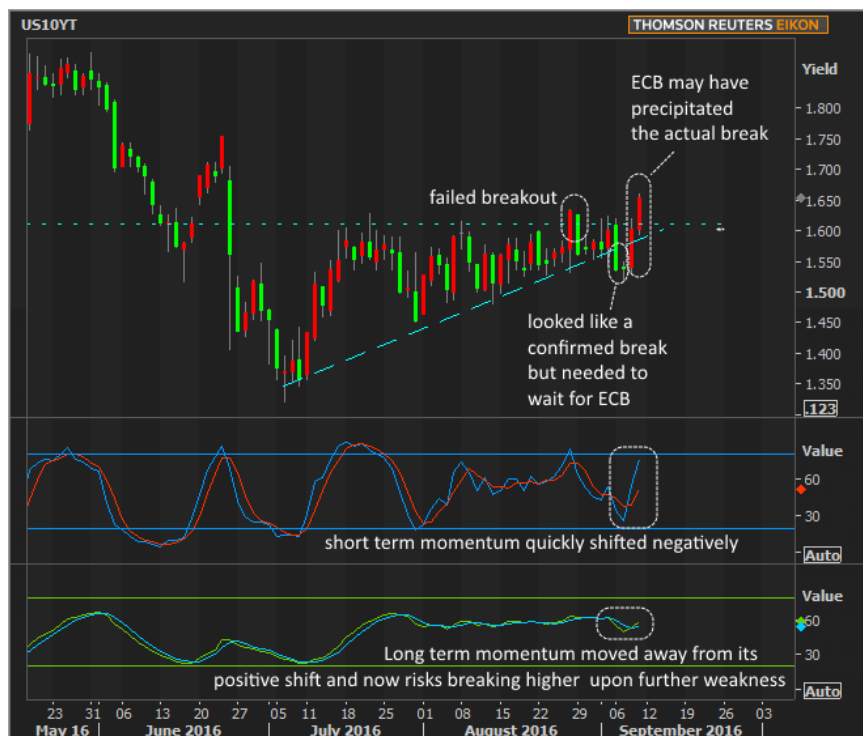 US10YT
THOMSON REUTERS EIKON
Yield
ECB may have
precipitated
the actual break
1.800
1.750
1.700
failed breakout
1.650
1.600
1.550
1.500
looked like a
confirmed break
but needed to
wait for ECB
1.450
1.400
1.350
.123
Value
60
30
short term momentum quickly shifted negatively
Auto
Value
60
30
Long term momentum moved away from its
positive shift and now risks breaking higher upon further weakness
Auto
23 31 06 13 20 27 05 11 18 25 01 08 15 22 29 06 12 19 26 03
May 16 June 2016 July 2016 August 2016 September 2016